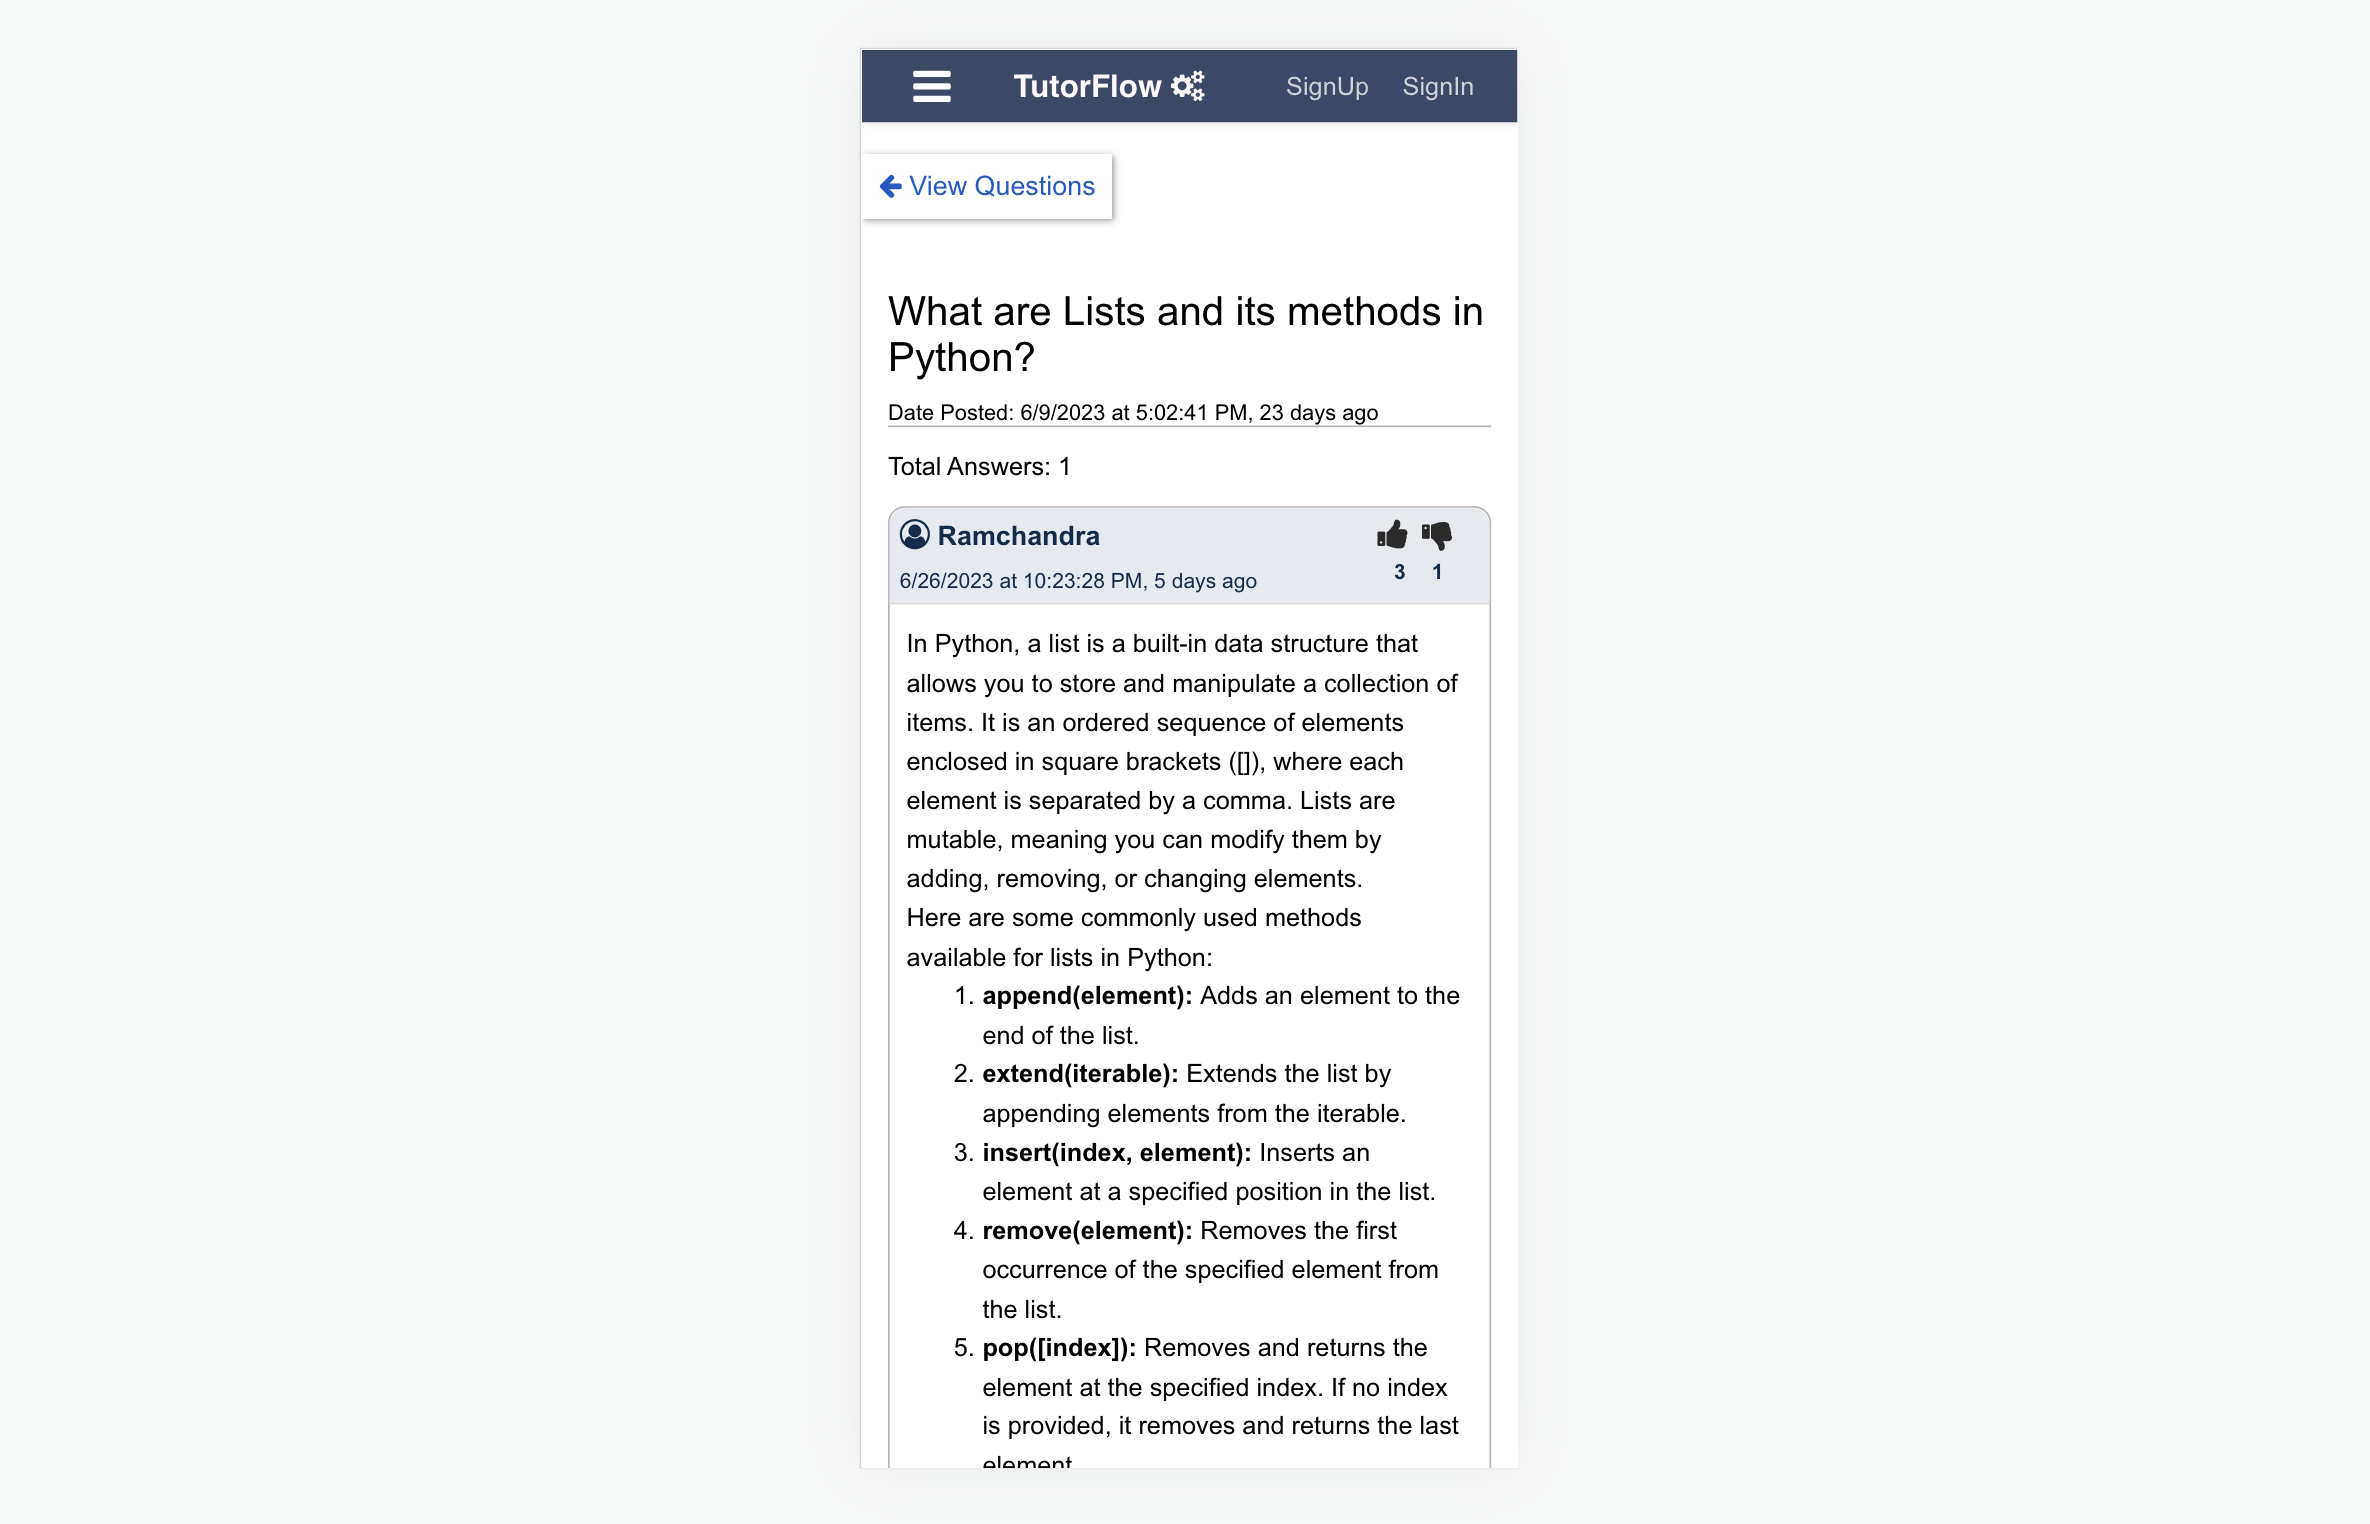 TutorFlow
SignUp
SignIn
View Questions
What are Lists and its methods in
Python?
Date Posted: 6/9/2023 at 5:02:41 PM, 23 days ago
Total Answers: 1
Ramchandra
6/26/2023 at 10:23:28 PM, 5 days ago
3
1
In Python, a list is a built-in data structure that
allows you to store and manipulate a collection of
items. It is an ordered sequence of elements
enclosed in square brackets ([]), where each
element is separated by a comma. Lists are
mutable, meaning you can modify them by
adding, removing, or changing elements.
Here are some commonly used methods
available for lists in Python:
1. append(element): Adds an element to the
end of the list.
2. extend(iterable): Extends the list by
appending elements from the iterable.
3. insert(index, element): Inserts an
element at a specified position in the list.
4. remove(element): Removes the first
occurrence of the specified element from
the list.
5. pop([index]): Removes and returns the
element at the specified index. If no index
is provided, it removes and returns the last
element